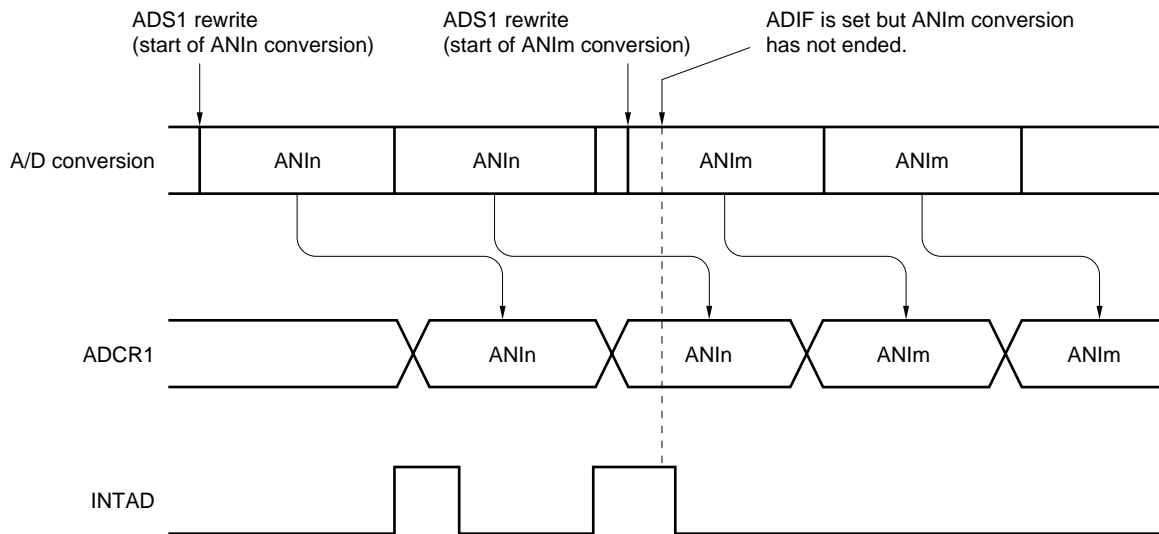 ADS1 rewrite
(start of ANIn conversion)
ADS1 rewrite
(start of ANIm conversion)
ADIF is set but ANIm conversion
has not ended.
A/D conversion
ANIn
ANIn
ANIm
ANIm
ADCR1
ANIn
ANIn
ANIm
ANIm
INTAD